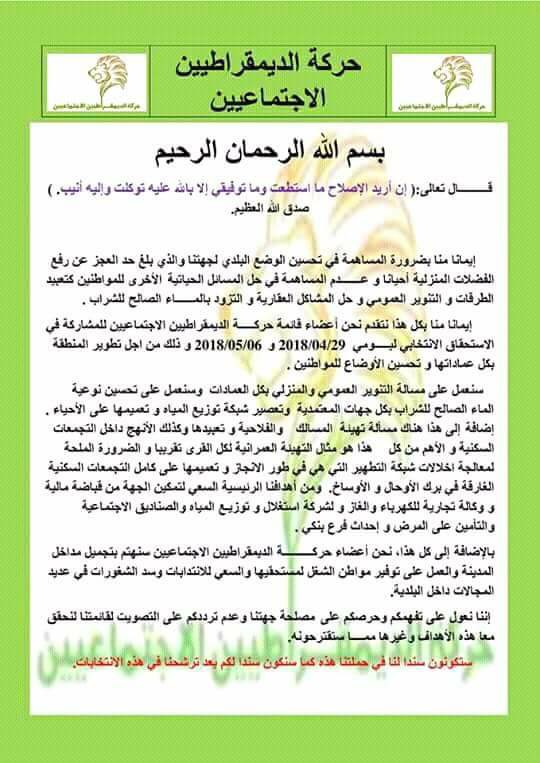 حركة الديمقراطيين
الاجتماعيين
حركة الديمقراطيين الاجتماعيين
حركة الديمقراطيين الاجتماعيين
بسم الله الرحمان الرحيم
قـــــال تعالى:( إن أريد الإصلاح ما استطعت وما توفيقي إلا بالله عليه توكلت وإليه أنيب. )
صدق الله العظيم.
إيمانا منا بضرورة المساهمة في تحسين الوضع البلدي لجهتنا والذي بلغ حد العجز عن رفع
الفضلات المنزلية أحيانا و عـــدم المساهمة في حل المسائل الحياتية الأخرى للمواطنين كتعبيد
الطرقات و التنوير العمومي و حل المشاكل العقارية و التزود بالمـــاء الصالح للشراب .
إيمانا منا بكل هذا نتقدم نحن أعضاء قائمة حركــــة الديمقراطيين الاجتماعيين للمشاركة في
الاستحقاق الانتخابي ليـــومي 2018/04/29 و 2018/05/06 و ذلك من اجل تطوير المنطقة
بكل عماداتها و تحسين الأوضاع للمواطنين .
سنعمل على مسالة التنوير العمومي والمنزلي بكل العمادات وسنعمل على تحسين نوعية
الماء الصالح للشراب بكل جهات المعتمدية وتعصير شبكة توزيع المياه و تعميمها على الأحياء .
إضافة إلى هذا هناك مسألة تهيئة المسالك والفلاحية و تعبيدها وكذلك الأنهج داخل التجمعات
السكنية و الأهم من كل هذا هو مثال التهيئة العمرانية لكل القرى تقريبا و الضرورة الملحة
لمعالجة اخلالات شبكة التطهير التي هي في طور الانجاز و تعميمها على كامل التجمعات السكنية
الغارقة في برك الأوحال و الأوساخ. ومن أهدافنا الرئيسية السعي لتمكين الجهة من قباضة مالية
و وكالة تجارية للكهرباء والغاز و لشركة استغلال و توزيع المياه والصناديق الاجتماعية
والتأمين على المرض و إحداث فرع بنكي .
بالإضافة إلى كل هذا، نحن أعضاء حركـــــــة الديمقراطيين الاجتماعيين سنهتم بتجميل مداخل
المدينة والعمل على توفير مواطن الشغل لمستحقيها والسعي للانتدابات وسد الشغورات في عديد
المجالات داخل البلدية.
إننا نعول على تفهمكم وحرصكم على مصلحة جهتنا وعدم ترددكم على التصويت لقائمتنا لنحقق
معا هذه الأهداف وغيرها ممـــا ستقترحونه.
ستكونون سندا لنا في حملتنا هذه كما سنكون سندا لكم بعد ترشحنا في هذه الانتخابات.
حركة الديمقراطيين الاجتماعيين